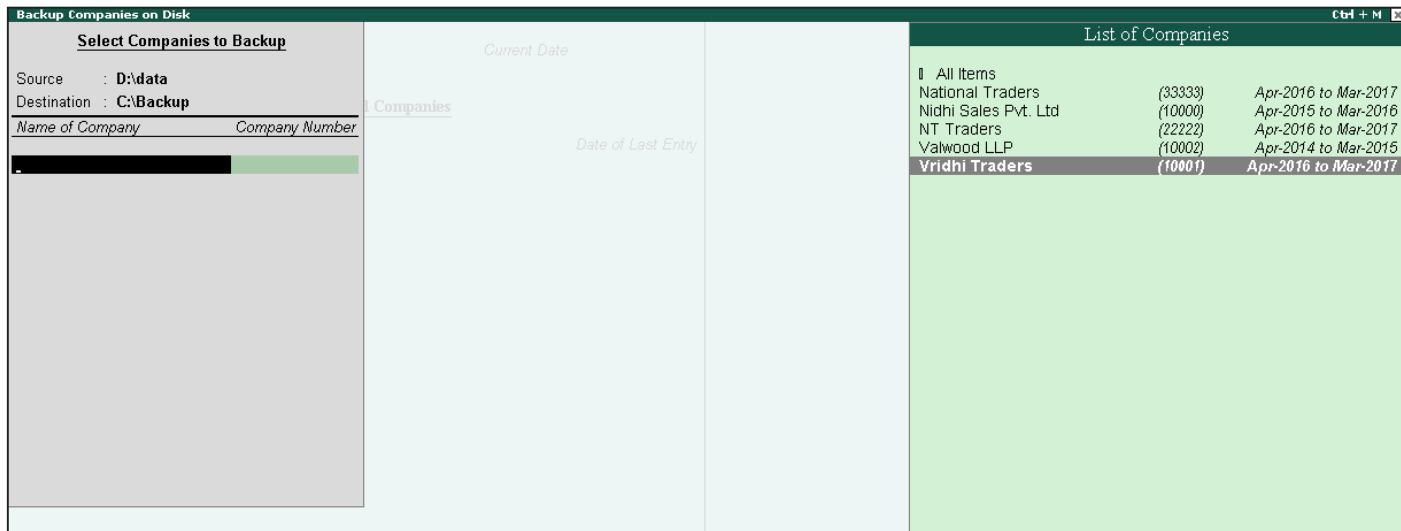 Backup Companies on Disk Ctrl + M
Select Companies to Backup
Source : D:\data
Destination : C:\Backup
Name of Company Company Number
Current Date
Companies
Date of Last Entry
List of Companies
All Items
National Traders (33333) Apr-2016 to Mar-2017
Nidhi Sales Pvt. Ltd (10000) Apr-2015 to Mar-2016
NT Traders (22222) Apr-2016 to Mar-2017
Valwood LLP (10002) Apr-2014 to Mar-2015
Vridhi Traders (10001) Apr-2016 to Mar-2017